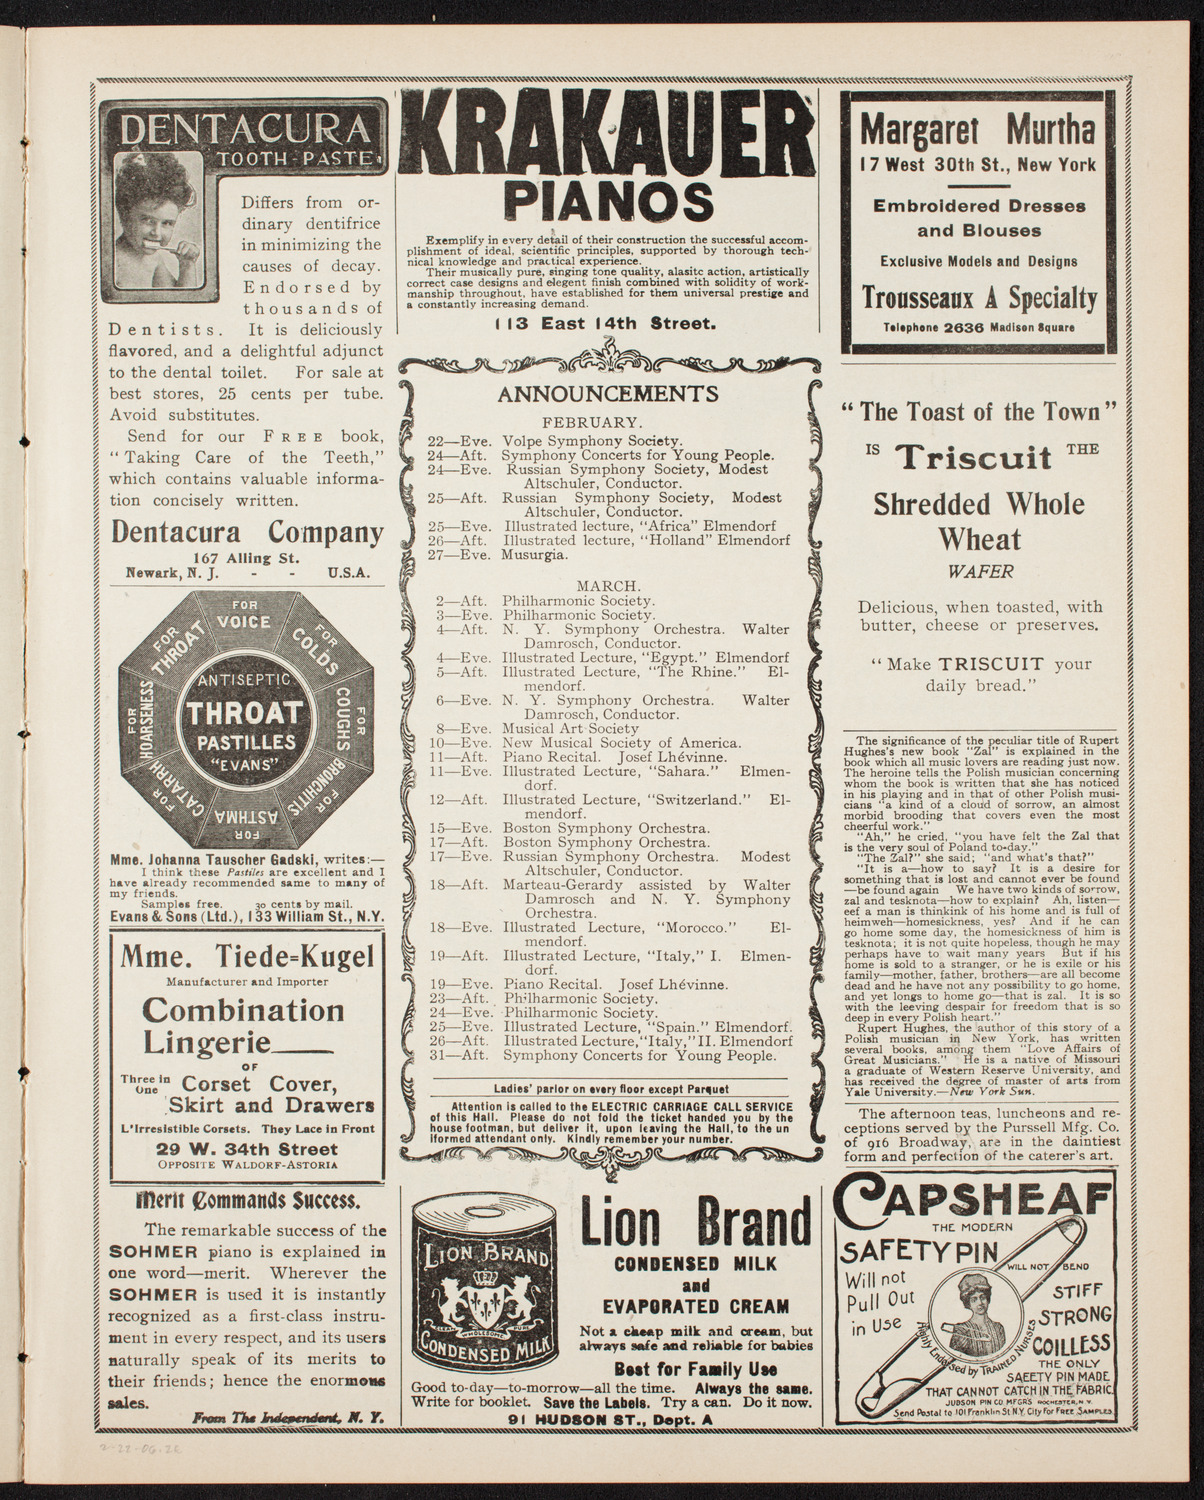 DENTACURA
TOOTH-PASTE.
Differs from or-
dinary dentifrice
in minimizing the
causes of decay.
Endorsed by
thousands of
Dentists. It is deliciously
flavored, and a delightful adjunct
to the dental toilet. For sale at
best stores, 25 cents per tube.
Avoid substitutes.
Send for our FREE book,
"Taking Care of the Teeth,"
which contains valuable informa-
tion concisely written.
Dentacura Company
167 Alling St.
Newark, N. J. - - U.S.A.
FOR VOICE
FOR COLDS
FOR COUGHS
FOR BRONCHITIS
FOR ASTHMA
FOR CATARRH
FOR HOARSENESS
FOR THROAT
ANTISEPTIC
THROAT
PASTILLES
"EVANS"
Mme. Johanna Tauscher Gadski, writes:—
I think these Pastiles are excellent and I
have already recommended same to many of
my friends.
Samples free. 30 cents by mail.
Evans & Sons (Ltd.), 133 William St., N.Y.
Mme. Tiede=Kugel
Manufacturer and Importer
Combination
Lingerie
OF
Three in One Corset Cover,
Skirt and Drawers
L'Irresistible Corsets. They Lace in Front
29 W. 34th Street
OPPOSITE WALDORF-ASTORIA
Merit Commands Success.
The remarkable success of the
SOHMER piano is explained in
one word—merit. Wherever the
SOHMER is used it is instantly
recognized as a first-class instru-
ment in every respect, and its users
naturally speak of its merits to
their friends; hence the enormous
sales.
From The Independent, N. Y.
KRAKAUER
PIANOS
Exemplify in every detail of their construction the successful accom-
plishment of ideal, scientific principles, supported by thorough tech-
nical knowledge and practical experience.
Their musically pure, singing tone quality, alasitc action, artistically
correct case designs and elegent finish combined with solidity of work-
manship throughout, have established for them universal prestige and
a constantly increasing demand.
113 East 14th Street.
ANNOUNCEMENTS
FEBRUARY.
22—Eve. Volpe Symphony Society.
24—Aft. Symphony Concerts for Young People.
24—Eve. Russian Symphony Society, Modest
Altschuler, Conductor.
25—Aft. Russian Symphony Society, Modest
Altschuler, Conductor.
25—Eve. Illustrated lecture, "Africa" Elmendorf
26—Aft. Illustrated lecture, "Holland" Elmendorf
27—Eve. Musurgia.
MARCH.
2—Aft. Philharmonic Society.
3—Eve. Philharmonic Society.
4—Aft. N. Y. Symphony Orchestra. Walter
Damrosch, Conductor.
4—Eve. Illustrated Lecture, "Egypt." Elmendorf
5—Aft. Illustrated Lecture, "The Rhine." El-
mendorf.
6—Eve. N. Y. Symphony Orchestra. Walter
Damrosch, Conductor.
8—Eve. Musical Art Society
10—Eve. New Musical Society of America.
11—Aft. Piano Recital. Josef Lhévinne.
11—Eve. Illustrated Lecture, "Sahara." Elmen-
dorf.
12—Aft. Illustrated Lecture, "Switzerland." El-
mendorf.
15—Eve. Boston Symphony Orchestra.
17—Aft. Boston Symphony Orchestra.
17—Eve. Russian Symphony Orchestra. Modest
Altschuler, Conductor.
18—Aft. Marteau-Gerardy assisted by Walter
Damrosch and N. Y. Symphony
Orchestra.
18—Eve. Illustrated Lecture, "Morocco." El-
mendorf.
19—Aft. Illustrated Lecture, "Italy," I. Elmen-
dorf.
19—Eve. Piano Recital. Josef Lhévinne.
23—Aft. Philharmonic Society.
24—Eve. Philharmonic Society.
25—Eve. Illustrated Lecture, "Spain." Elmendorf.
26—Aft. Illustrated Lecture, "Italy," II. Elmendorf.
31—Aft. Symphony Concerts for Young People.
Ladies' parlor on every floor except Parquet
Attention is called to the ELECTRIC CARRIAGE CALL SERVICE
of this Hall. Please do not fold the ticket handed you by the
house footman, but deliver it, upon leaving the Hall, to the un
iformed attendant only. Kindly remember your number.
LION BRAND
CLEAN WHOLESOME PURE
CONDENSED MILK
Lion Brand
CONDENSED MILK
and
EVAPORATED CREAM
Not a cheap milk and cream, but
always safe and reliable for babies
Best for Family Use
Good to-day—to-morrow—all the time. Always the same.
Write for booklet. Save the Labels. Try a can. Do it now.
91 HUDSON ST., Dept. A
Margaret Murtha
17 West 30th St., New York
Embroidered Dresses
and Blouses
Exclusive Models and Designs
Trousseaux A Specialty
Telephone 2636 Madison Square
"The Toast of the Town"
IS Triscuit THE
Shredded Whole
Wheat
WAFER
Delicious, when toasted, with
butter, cheese or preserves.
"Make TRISCUIT your
daily bread."
The significance of the peculiar title of Rupert
Hughes's new book "Zal" is explained in the
book which all music lovers are reading just now.
The heroine tells the Polish musician concerning
whom the book is written that she has noticed
in his playing and in that of other Polish musi-
cians "a kind of a cloud of sorrow, an almost
morbid brooding that covers even the most
cheerful work."
"Ah," he cried, "you have felt the Zal that
is the very soul of Poland to-day."
"The Zal?" she said; "and what's that?"
"It is a—how to say? It is a desire for
something that is lost and cannot ever be found
—be found again We have two kinds of sorrow,
zal and tesknota—how to explain? Ah, listen—
eef a man is thinkink of his home and is full of
heimweh—homesickness, yes? And if he can
go home some day, the homesickness of him is
tesknota; it is not quite hopeless, though he may
perhaps have to wait many years But if his
home is sold to a stranger, or he is exile or his
family—mother, father, brothers—are all become
dead and he have not any possibility to go home,
and yet longs to home go—that is zal. It is so
with the leeving despair for freedom that is so
deep in every Polish heart."
Rupert Hughes, the author of this story of a
Polish musician in New York, has written
several books, among them "Love Affairs of
Great Musicians." He is a native of Missouri
a graduate of Western Reserve University, and
has received the degree of master of arts from
Yale University.—New York Sun.
The afternoon teas, luncheons and re-
ceptions served by the Purssell Mfg. Co.
of 916 Broadway, are in the daintiest
form and perfection of the caterer's art.
CAPSHEAF
THE MODERN
SAFETY PIN
WILL NOT BEND
Will not
Pull Out
in Use
STIFF
STRONG
COILLESS
Highly Endorsed by TRAINED NURSES
THE ONLY
SAFETY PIN MADE
THAT CANNOT CATCH IN THE FABRIC.
JUDSON PIN CO. MFGRS ROCHESTER, N. Y.
Send Postal to 101 Franklin St. N.Y. City for FREE SAMPLES.
2-22-06.2E